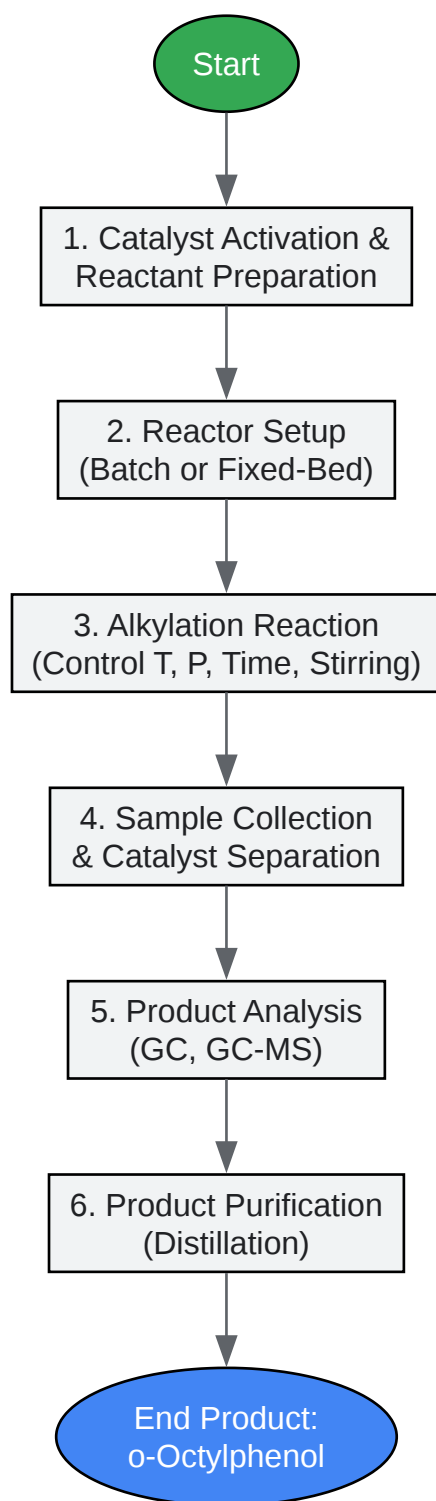 Start
1. Catalyst Activation &
Reactant Preparation
2. Reactor Setup
(Batch or Fixed-Bed)
3. Alkylation Reaction
(Control T, P, Time, Stirring)
4. Sample Collection
& Catalyst Separation
5. Product Analysis
(GC, GC-MS)
6. Product Purification
(Distillation)
End Product:
o-Octylphenol